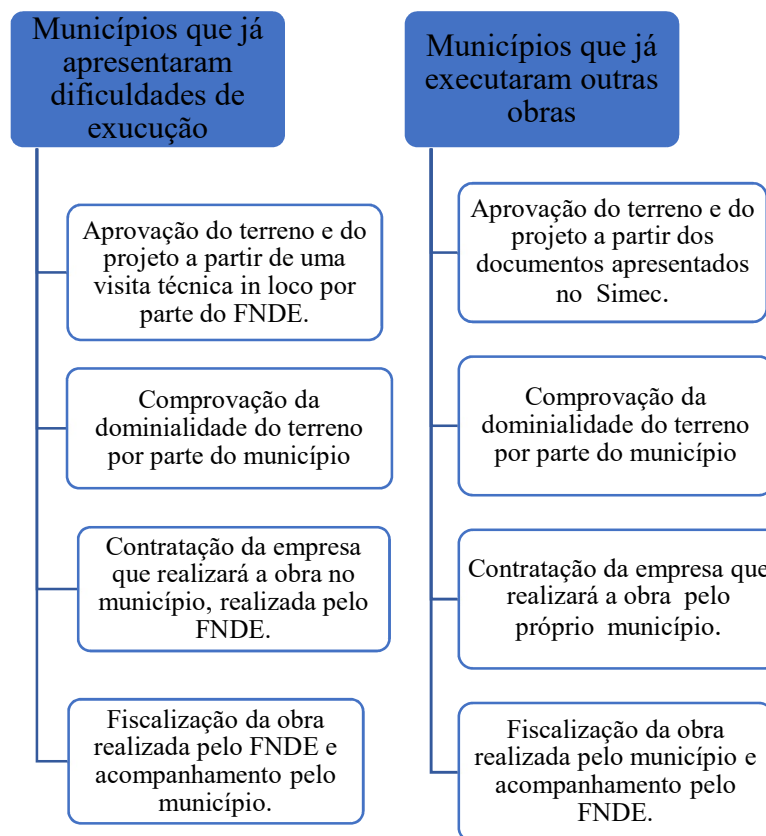 Municípios que já
apresentaram
dificuldades de
exucução
Aprovação do terreno e do
projeto a partir de uma
visita técnica in loco por
parte do FNDE.
Comprovação da
dominialidade do terreno
por parte do município
Contratação da empresa
que realizará a obra no
município, realizada pelo
FNDE.
Fiscalização da obra
realizada pelo FNDE e
acompanhamento pelo
município.
Municípios que já
executaram outras
obras
Aprovação do terreno e do
projeto a partir dos
documentos apresentados
no Simec.
Comprovação da
dominialidade do terreno
por parte do município
Contratação da empresa que
realizará a obra pelo
próprio município.
Fiscalização da obra
realizada pelo município e
acompanhamento pelo
FNDE.